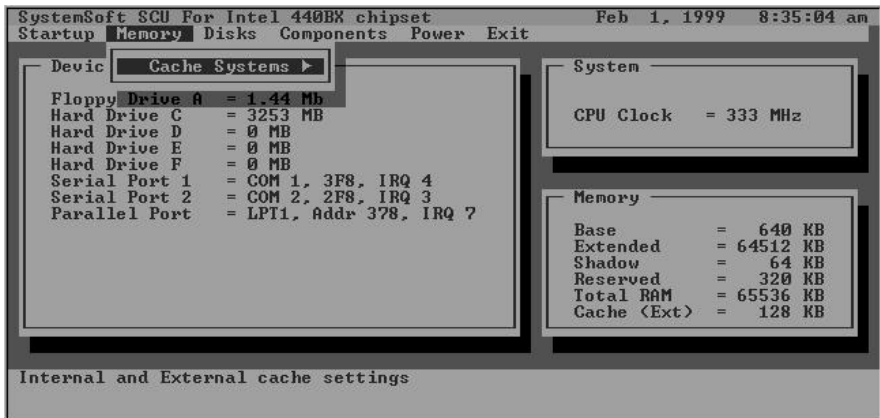 SystemSoft SCU For Intel 440BX chipset Feb 1, 1999 8:35:04 am
Startup Memory Disks Components Power Exit
Devic
Cache Systems ►
Floppy Drive A = 1.44 Mb
Hard Drive C = 3253 MB
Hard Drive D = 0 MB
Hard Drive E = 0 MB
Hard Drive F = 0 MB
Serial Port 1 = COM 1, 3F8, IRQ 4
Serial Port 2 = COM 2, 2F8, IRQ 3
Parallel Port = LPT1, Addr 378, IRQ 7
System
CPU Clock = 333 MHz
Memory
Base = 640 KB
Extended = 64512 KB
Shadow = 64 KB
Reserved = 320 KB
Total RAM = 65536 KB
Cache (Ext) = 128 KB
Internal and External cache settings